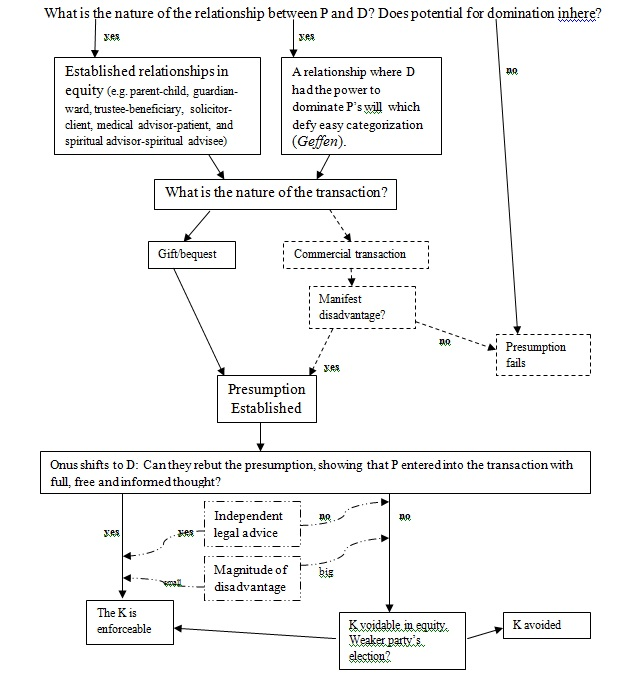 What is the nature of the relationship between P and D? Does potential for domination inhere?
yes
yes
no
Established relationships in
equity (e.g. parent-child, guardian-
ward, trustee-beneficiary, solicitor-
client, medical advisor-patient, and
spiritual advisor-spiritual advisee)
A relationship where D
had the power to
dominate P's will which
defy easy categorization
(Geffen).
What is the nature of the transaction?
Gift/bequest
Commercial transaction
Manifest
disadvantage?
no
yes
Presumption
fails
Presumption
Established
Onus shifts to D: Can they rebut the presumption, showing that P entered into the transaction with
full, free and informed thought?
yes
yes
Independent
legal advice
no
no
small
Magnitude of
disadvantage
big
The K is
enforceable
K voidable in equity.
Weaker party's
election?
K avoided